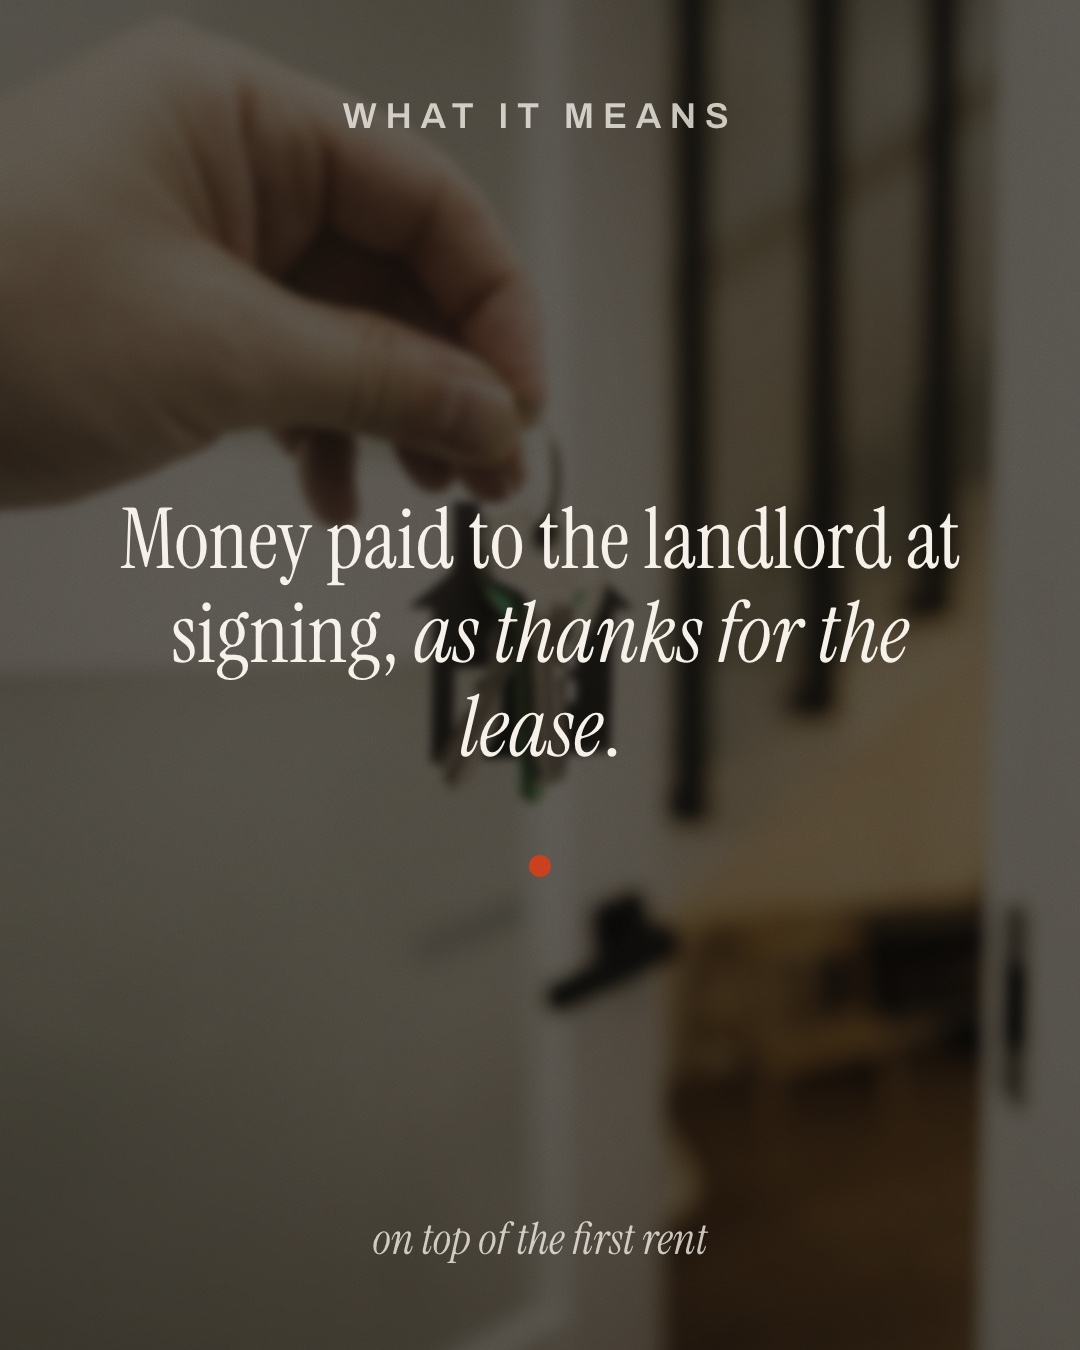 WHAT IT MEANS
Money paid to the landlord at
signing, as thanks for the
lease.
on top of the first rent